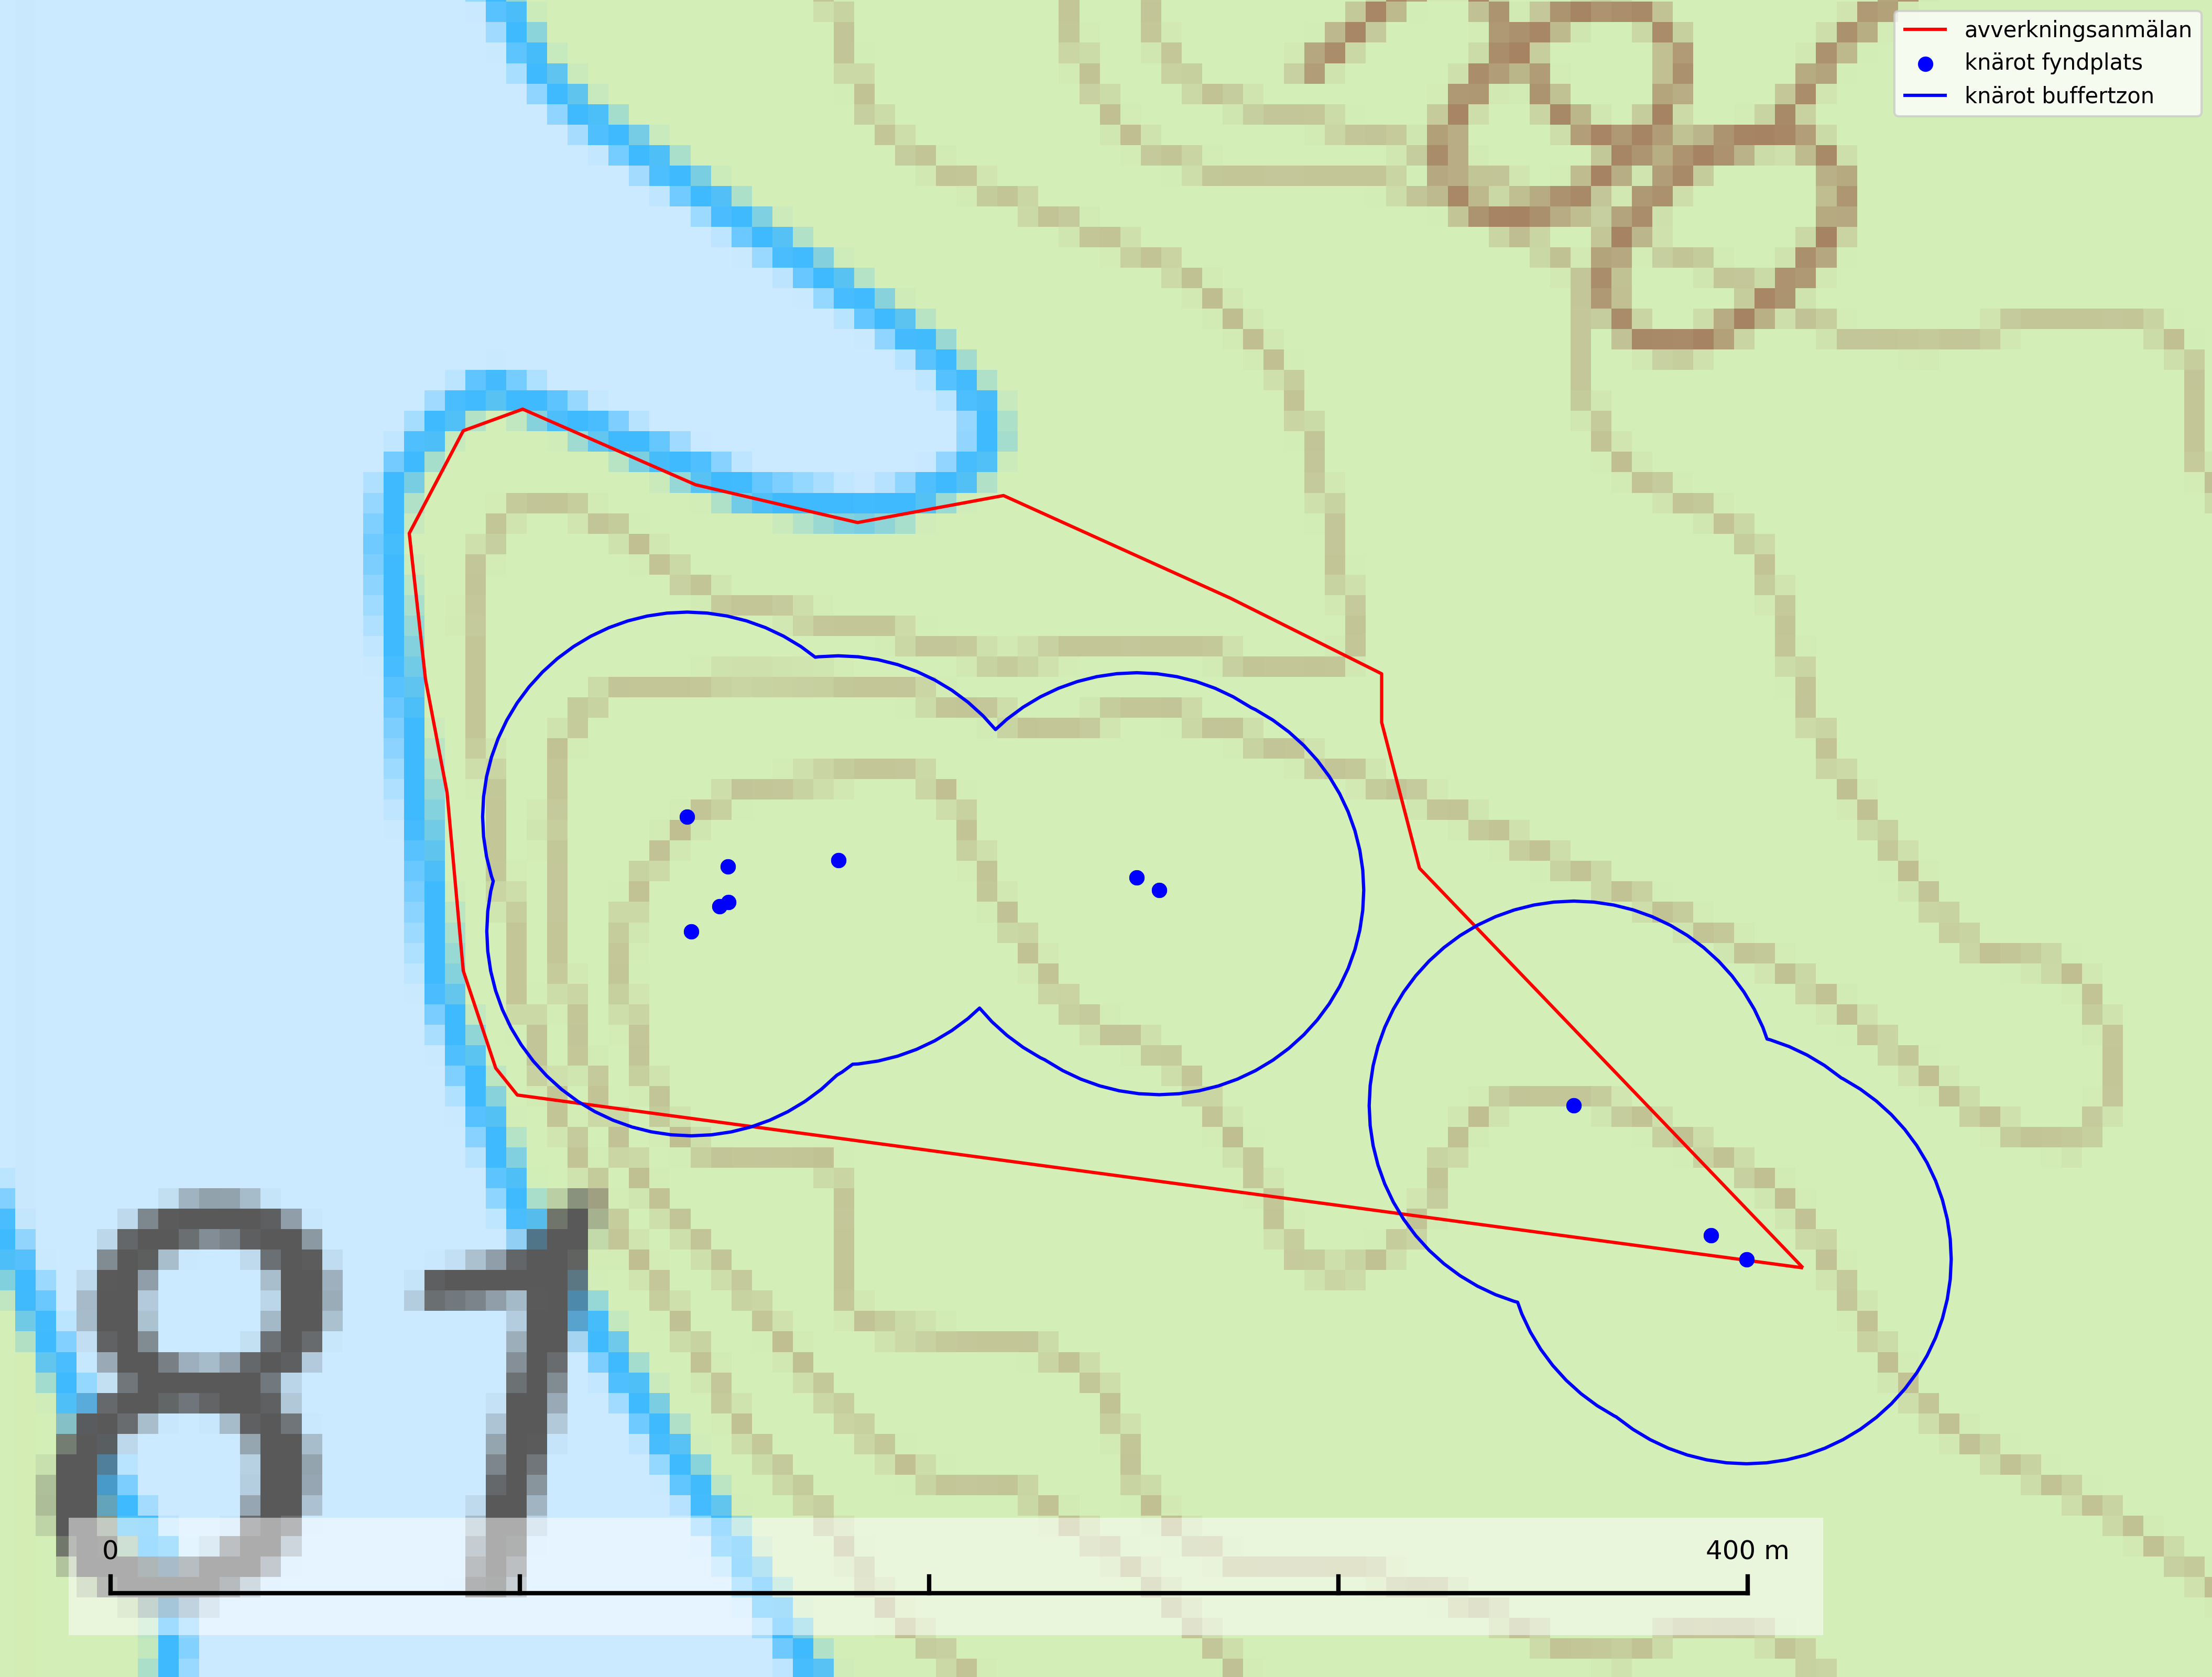 avverkningsanmälan
knärot fyndplats
knärot buffertzon
87
0 400 m